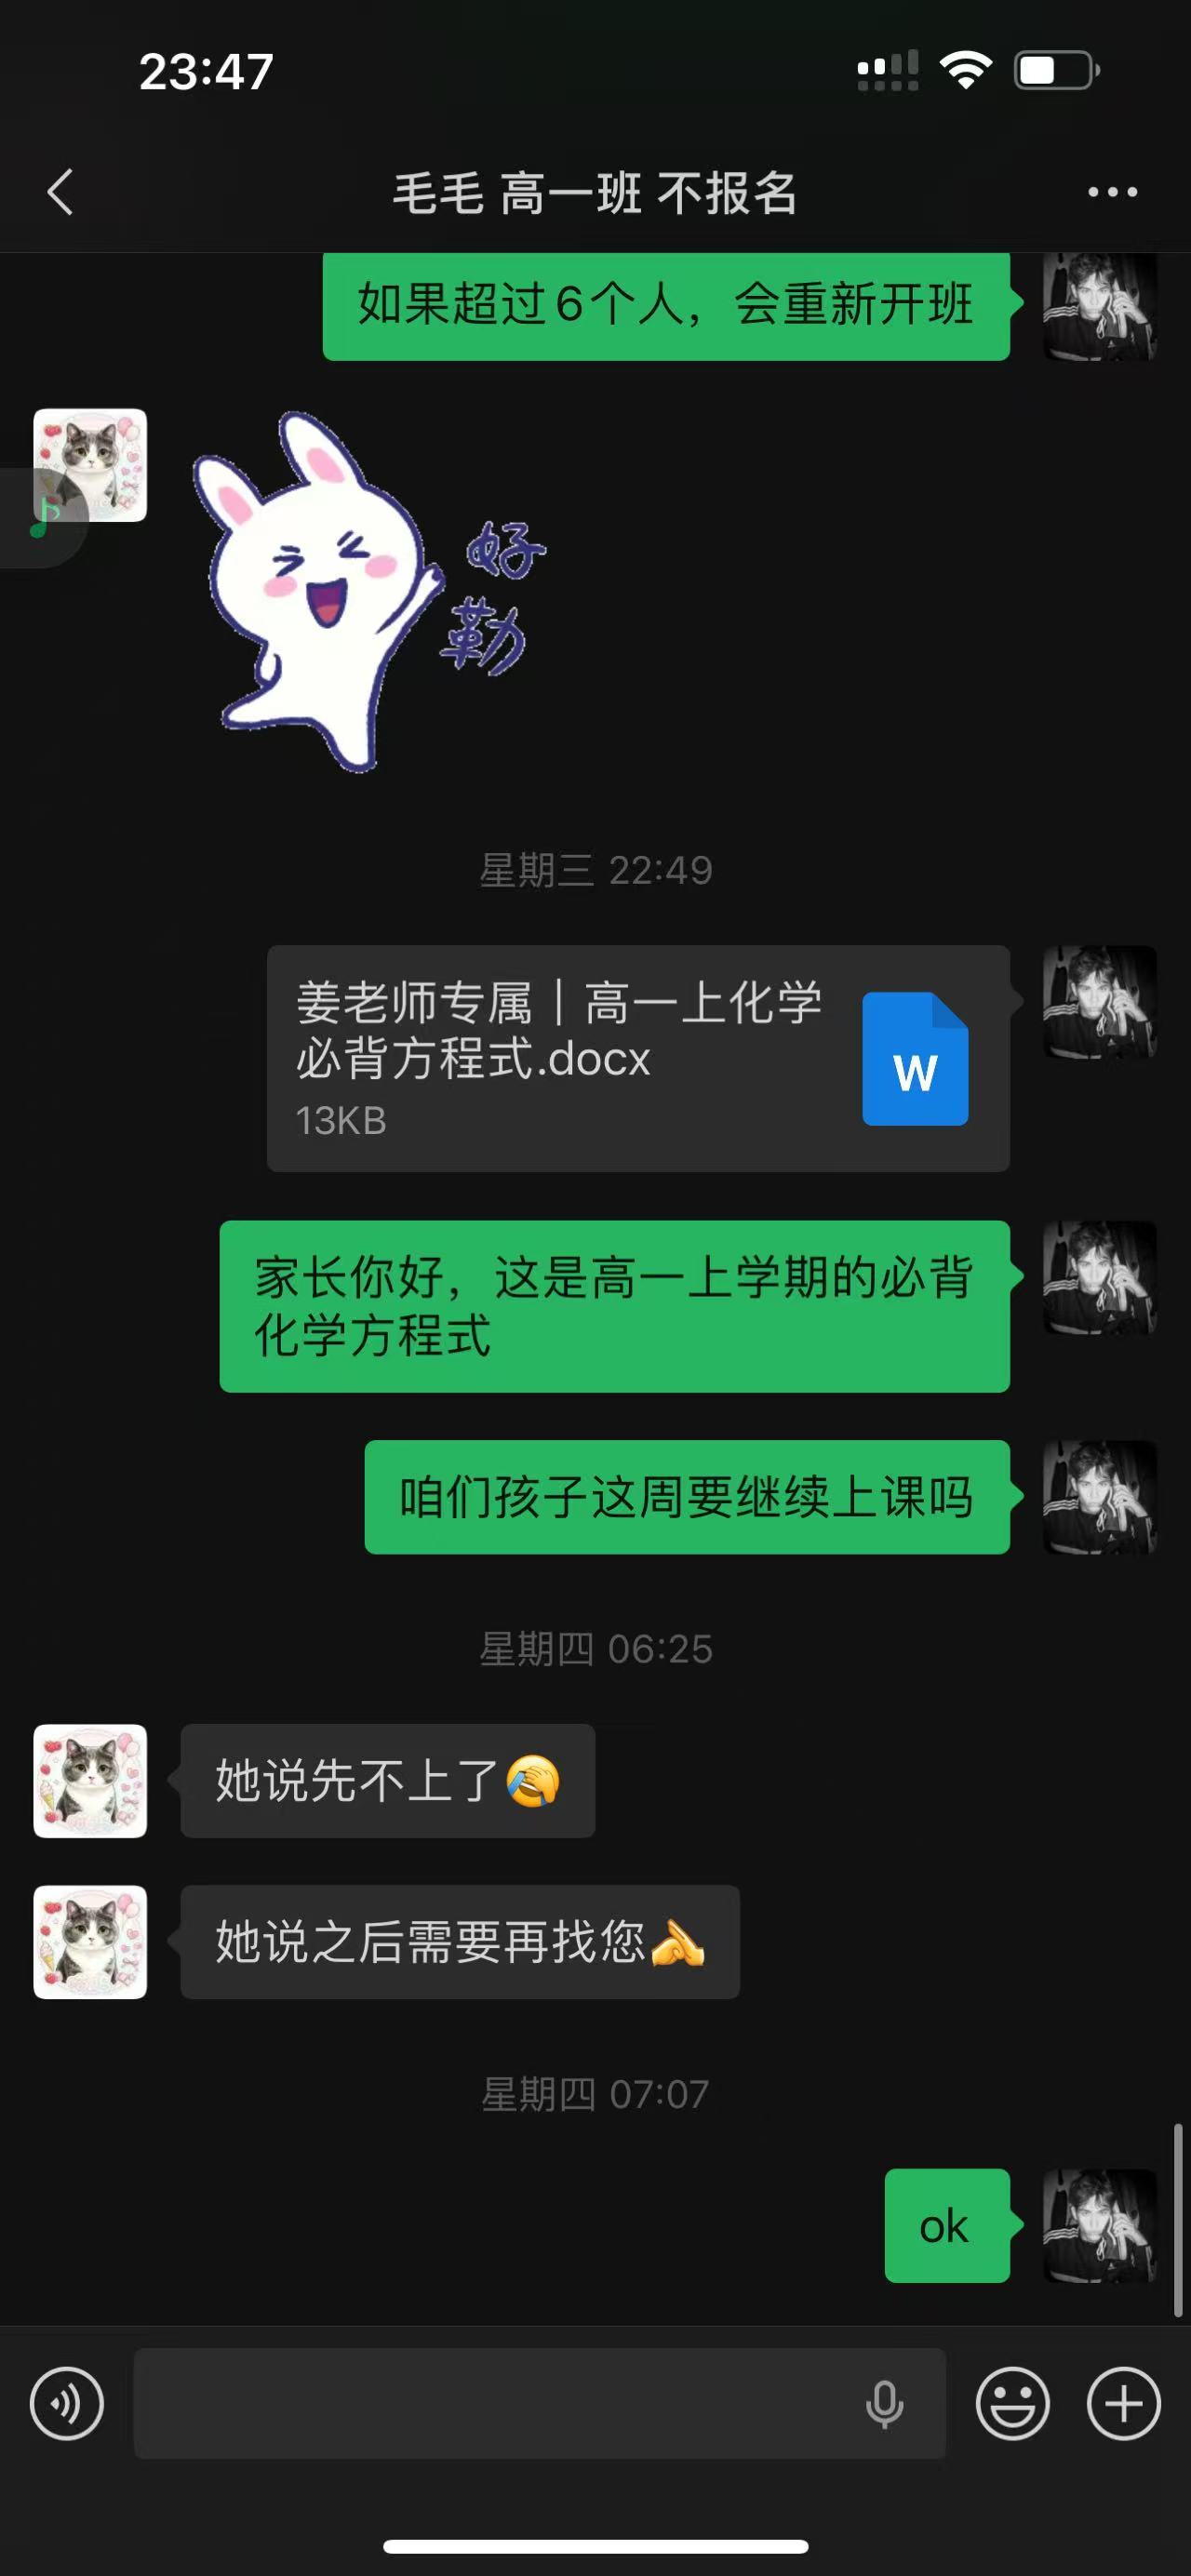 23:47
毛毛 高一班 不报名
如果超过6个人，会重新开班
好
勒
星期三 22:49
姜老师专属｜高一上化学
必背方程式.docx
13KB
W
家长你好，这是高一上学期的必背
化学方程式
咱们孩子这周要继续上课吗
星期四 06:25
她说先不上了🤦
她说之后需要再找您🫴
星期四 07:07
ok